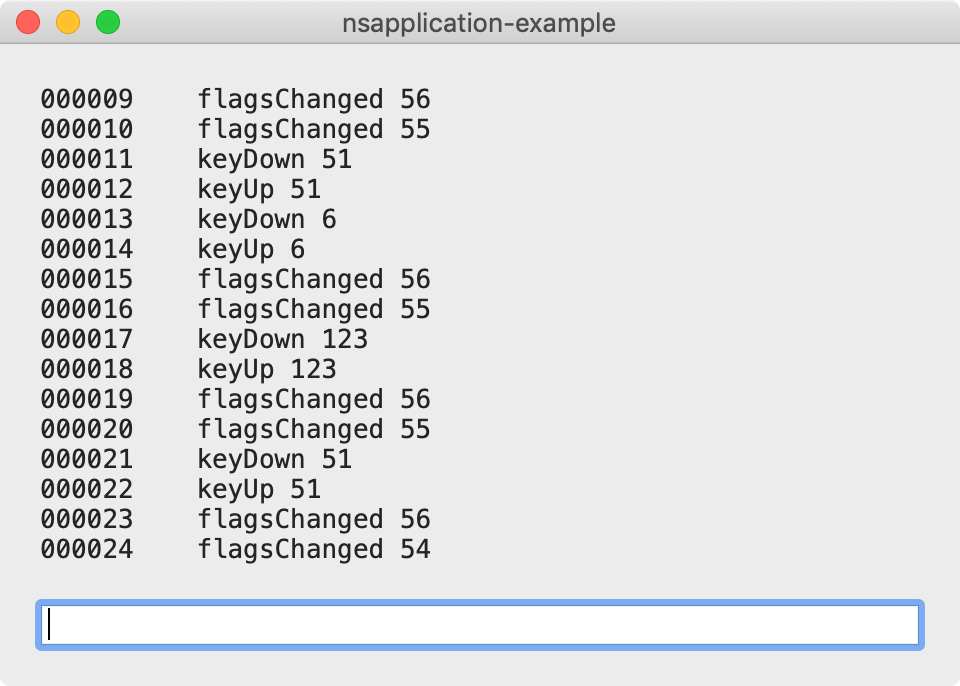 nsapplication-example
000009 flagsChanged 56
000010 flagsChanged 55
000011 keyDown 51
000012 keyUp 51
000013 keyDown 6
000014 keyUp 6
000015 flagsChanged 56
000016 flagsChanged 55
000017 keyDown 123
000018 keyUp 123
000019 flagsChanged 56
000020 flagsChanged 55
000021 keyDown 51
000022 keyUp 51
000023 flagsChanged 56
000024 flagsChanged 54